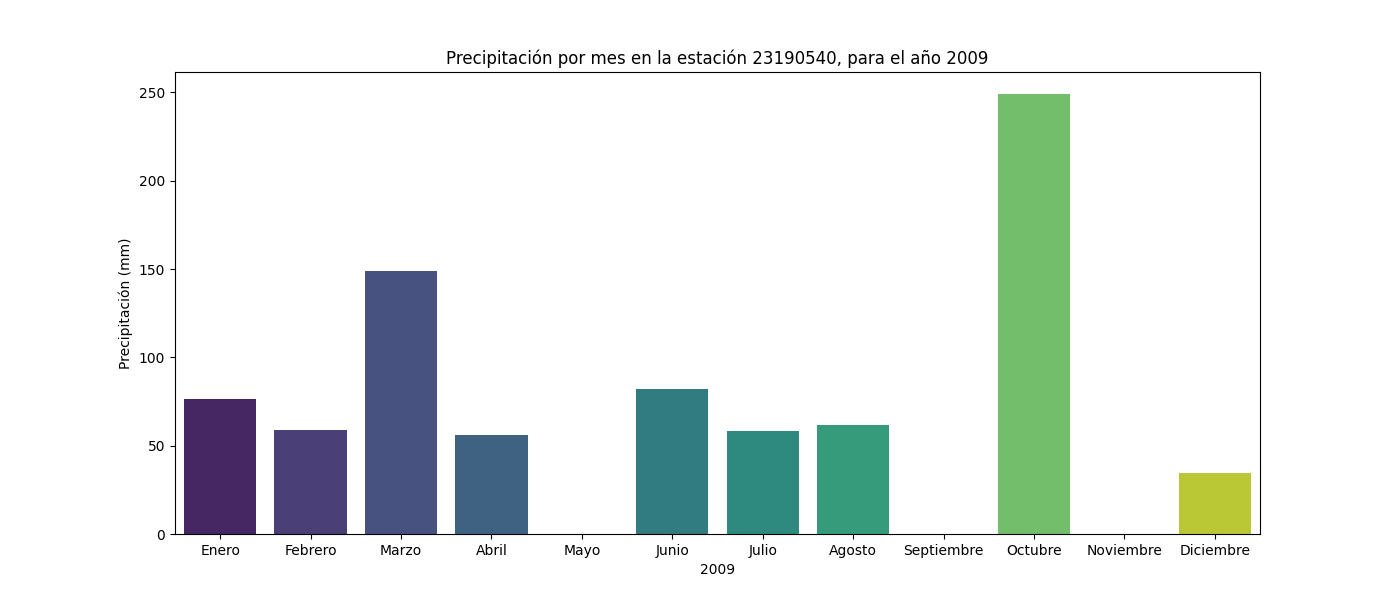 Precipitación por mes en la estación 23190540, para el año 2009
Precipitación (mm)
250
200
150
100
50
0
Enero Febrero Marzo Abril Mayo Junio Julio Agosto Septiembre Octubre Noviembre Diciembre
2009